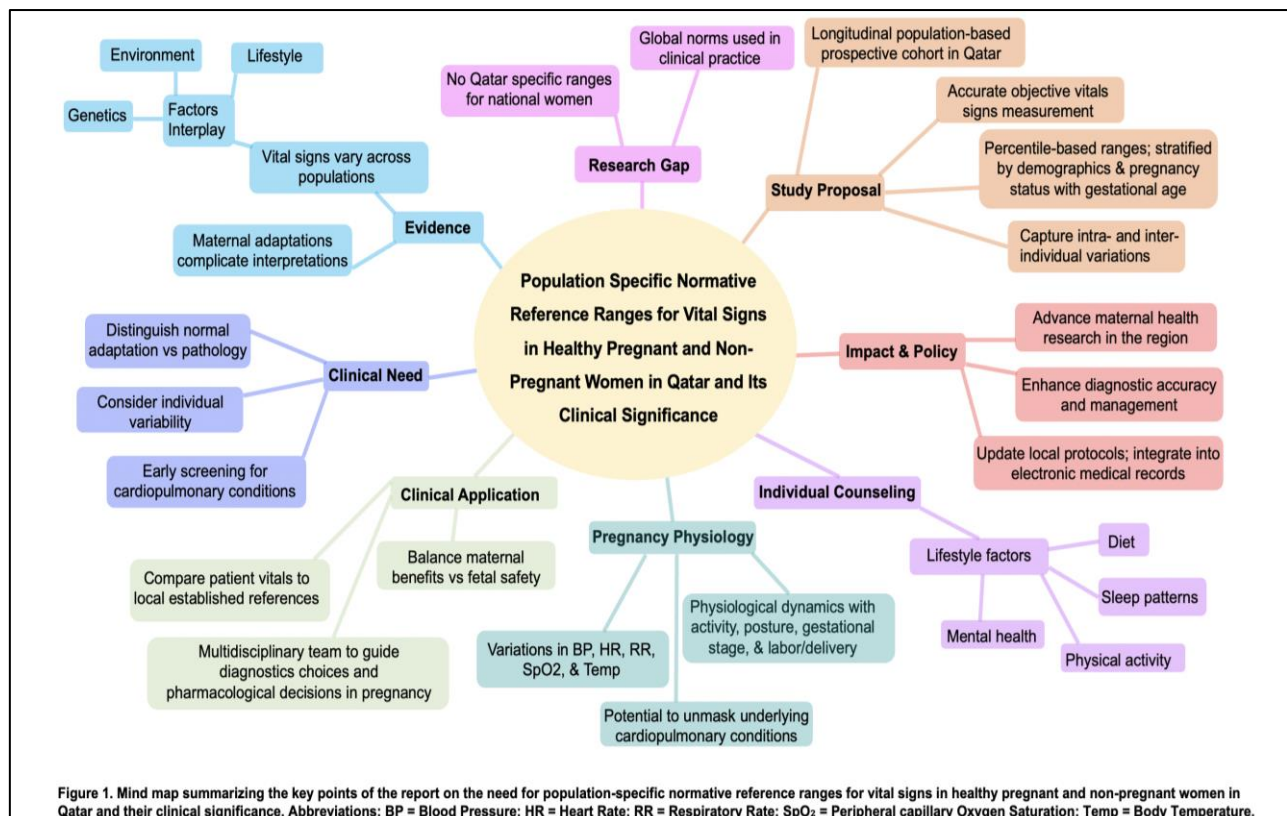 Environment
Lifestyle
Genetics
Factors
Interplay
Vital signs vary across
populations
Evidence
Maternal adaptations
complicate interpretations
Global norms used in
clinical practice
No Qatar specific ranges
for national women
Research Gap
Longitudinal population-based
prospective cohort in Qatar
Accurate objective vitals
signs measurement
Percentile-based ranges; stratified
by demographics & pregnancy
status with gestational age
Study Proposal
Capture intra- and inter-
individual variations
Population Specific Normative
Reference Ranges for Vital Signs
in Healthy Pregnant and Non-
Pregnant Women in Qatar and Its
Clinical Significance
Distinguish normal
adaptation vs pathology
Clinical Need
Consider individual
variability
Early screening for
cardiopulmonary conditions
Advance maternal health
research in the region
Impact & Policy
Enhance diagnostic accuracy
and management
Update local protocols; integrate into
electronic medical records
Clinical Application
Balance maternal
benefits vs fetal safety
Compare patient vitals to
local established references
Multidisciplinary team to guide
diagnostics choices and
pharmacological decisions in pregnancy
Pregnancy Physiology
Variations in BP, HR, RR,
SpO2, & Temp
Physiological dynamics with
activity, posture, gestational
stage, & labor/delivery
Potential to unmask underlying
cardiopulmonary conditions
Individual Counseling
Lifestyle factors
Diet
Sleep patterns
Mental health
Physical activity
Figure 1. Mind map summarizing the key points of the report on the need for population-specific normative reference ranges for vital signs in healthy pregnant and non-pregnant women in
Qatar and their clinical significance. Abbreviations: BP = Blood Pressure; HR = Heart Rate; RR = Respiratory Rate; SpO₂ = Peripheral capillary Oxygen Saturation; Temp = Body Temperature.